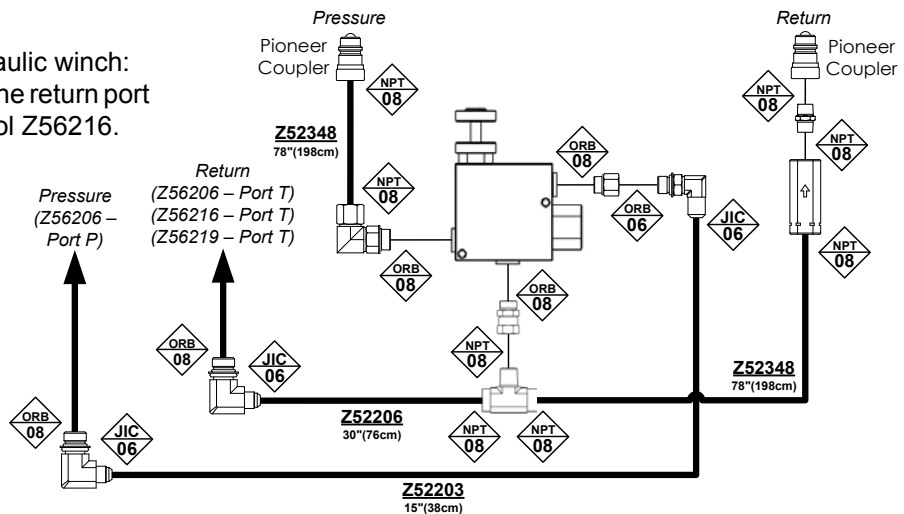 aulic winch:
ne return port
ol Z56216.
Pressure
Pioneer
Coupler
NPT
08
Z52348
78"(198cm)
NPT
08
ORB
08
ORB
08
ORB
06
JIC
06
ORB
08
NPT
08
NPT
08
NPT
08
Return
Pioneer
Coupler
NPT
08
NPT
08
NPT
08
Z52348
78"(198cm)
Return
(Z56206 – Port T)
(Z56216 – Port T)
(Z56219 – Port T)
Pressure
(Z56206 –
Port P)
ORB
08
JIC
06
Z52206
30"(76cm)
ORB
08
JIC
06
Z52203
15"(38cm)